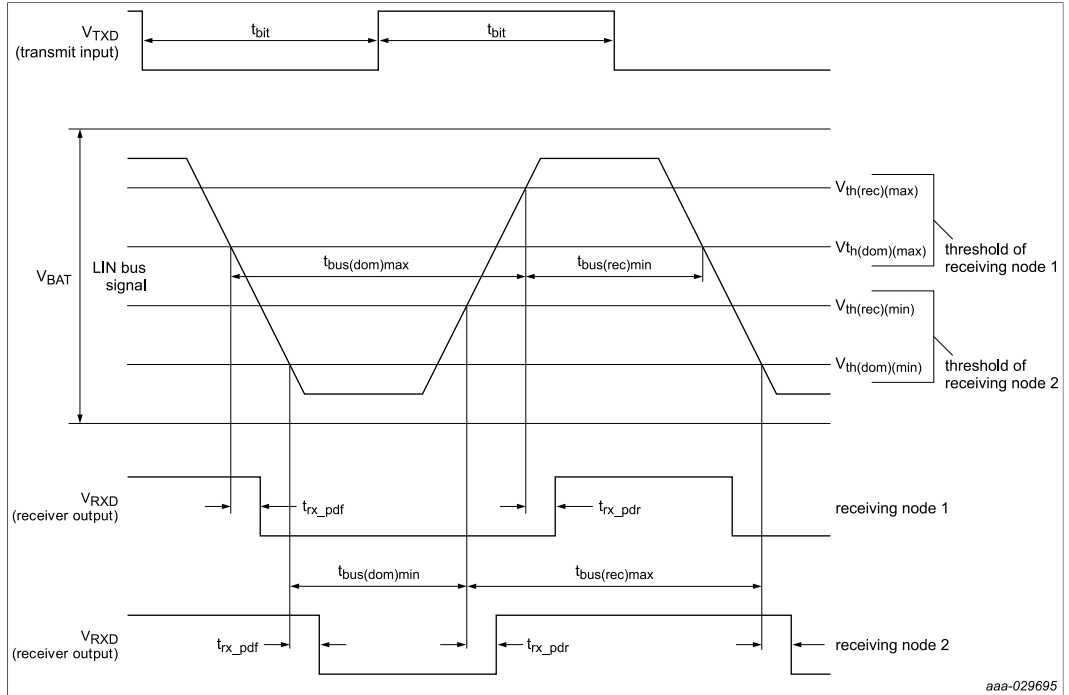 VTXD
(transmit input)
tbit
tbit
VBAT
LIN bus
signal
Vth(rec)(max)
Vth(dom)(max)
threshold of
receiving node 1
tbus(dom)max
tbus(rec)min
Vth(rec)(min)
Vth(dom)(min)
threshold of
receiving node 2
VRXD
(receiver output)
trx_pdf
trx_pdr
receiving node 1
tbus(dom)min
tbus(rec)max
VRXD
(receiver output)
trx_pdf
trx_pdr
receiving node 2
aaa-029695